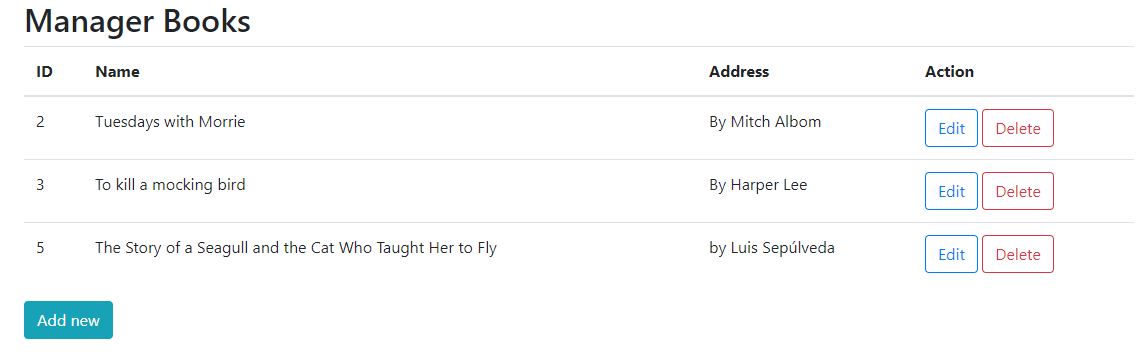 Manager Books
ID Name Address Action
2 Tuesdays with Morrie By Mitch Albom Edit Delete
3 To kill a mocking bird By Harper Lee Edit Delete
5 The Story of a Seagull and the Cat Who Taught Her to Fly by Luis Sepúlveda Edit Delete
Add new